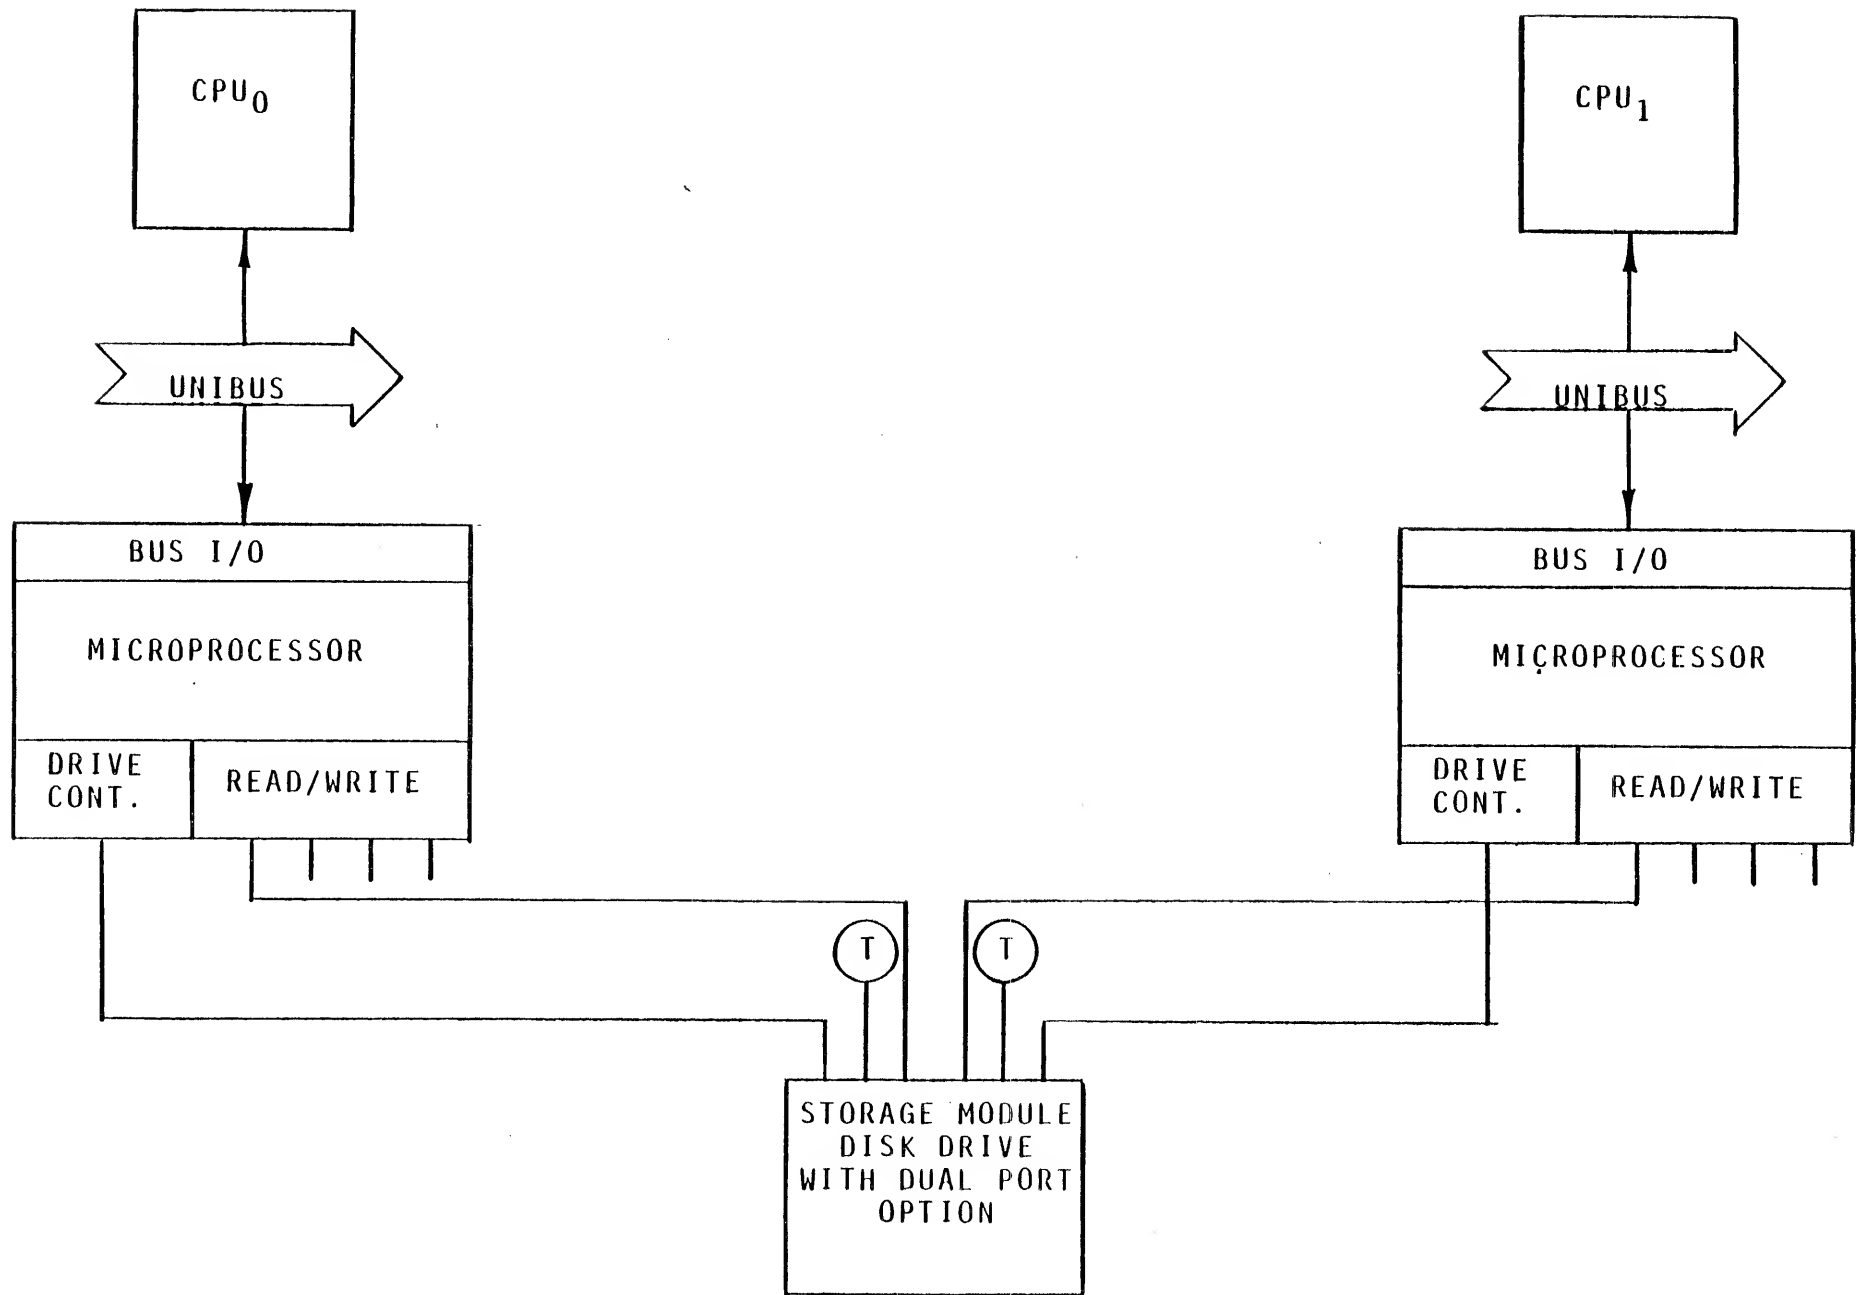 CPU0
CPU1
UNIBUS
UNIBUS
BUS I/O
MICROPROCESSOR
DRIVE
CONT.
READ/WRITE
BUS I/O
MICROPROCESSOR
DRIVE
CONT.
READ/WRITE
T
T
STORAGE MODULE
DISK DRIVE
WITH DUAL PORT
OPTION